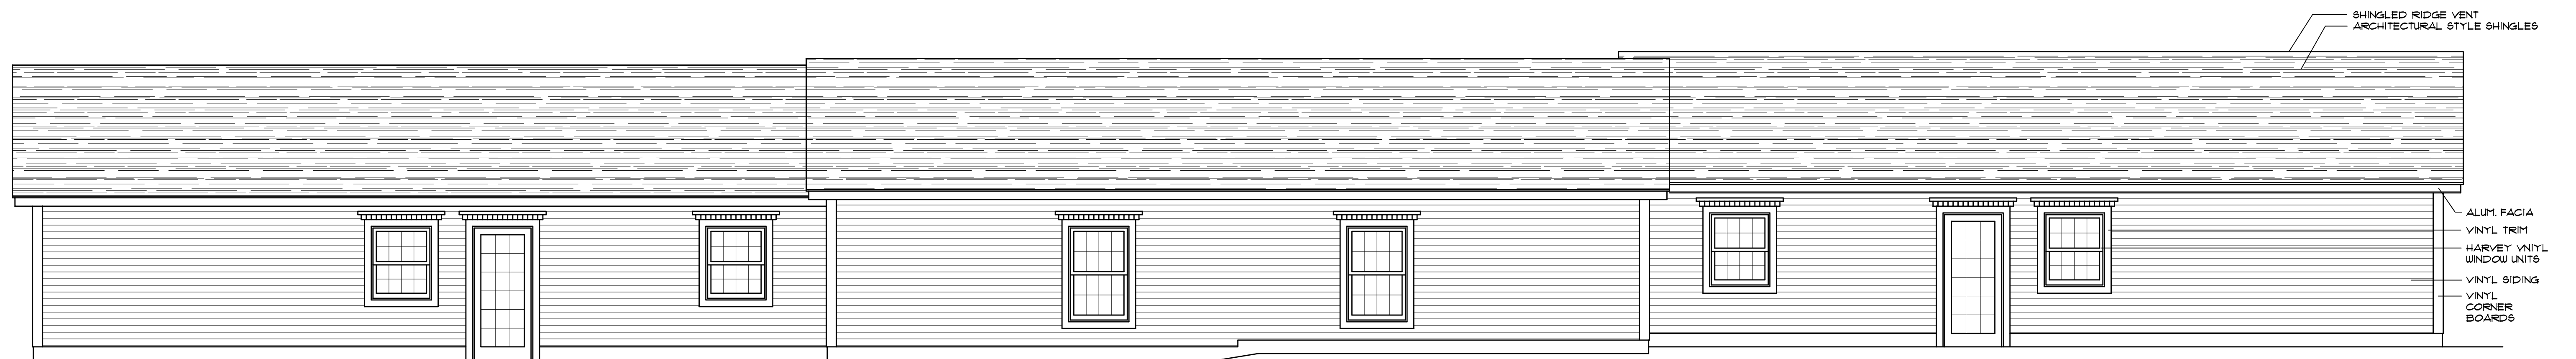 SHINGLED RIDGE VENT
ARCHITECTURAL STYLE SHINGLES
ALUM. FACIA
VINYL TRIM
HARVEY VNIYL
WINDOW UNITS
VINYL SIDING
VINYL
CORNER
BOARDS